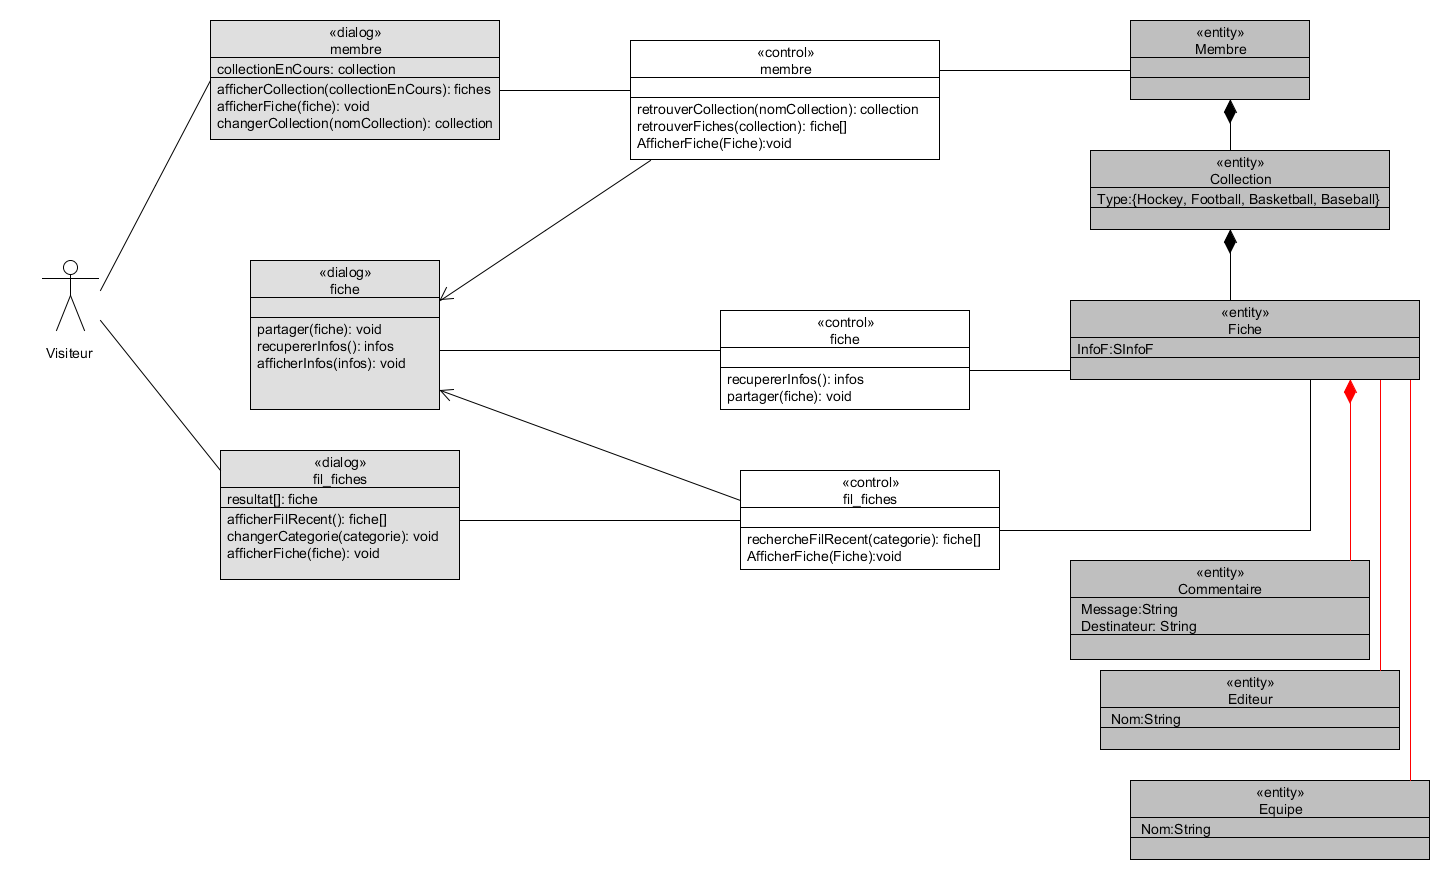 «dialog»
membre
collectionEnCours: collection
afficherCollection(collectionEnCours): fiches
afficherFiche(fiche): void
changerCollection(nomCollection): collection
«control»
membre
retrouverCollection(nomCollection): collection
retrouverFiches(collection): fiche[]
AfficherFiche(Fiche):void
«entity»
Membre
«entity»
Collection
Type:{Hockey, Football, Basketball, Baseball}
Visiteur
«dialog»
fiche
partager(fiche): void
recupererInfos(): infos
afficherInfos(infos): void
«control»
fiche
recupererInfos(): infos
partager(fiche): void
«entity»
Fiche
InfoF:SInfoF
«dialog»
fil_fiches
resultat[]: fiche
afficherFilRecent(): fiche[]
changerCategorie(categorie): void
afficherFiche(fiche): void
«control»
fil_fiches
rechercheFilRecent(categorie): fiche[]
AfficherFiche(Fiche):void
«entity»
Commentaire
Message:String
Destinateur: String
«entity»
Editeur
Nom:String
«entity»
Equipe
Nom:String